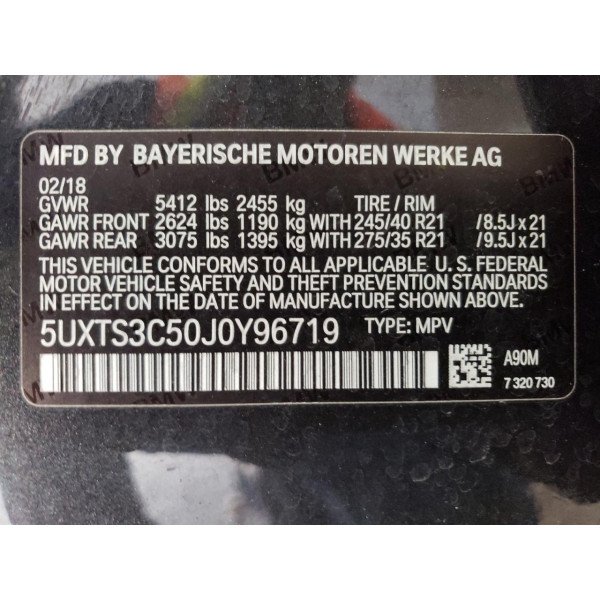 MFD BY BAYERISCHE MOTOREN WERKE AG
02/18
GVWR 5412 lbs 2455 kg TIRE / RIM
GAWR FRONT 2624 lbs 1190 kg WITH 245/40 R21 /8.5J x 21
GAWR REAR 3075 lbs 1395 kg WITH 275/35 R21 /9.5J x 21
THIS VEHICLE CONFORMS TO ALL APPLICABLE U. S. FEDERAL
MOTOR VEHICLE SAFETY AND THEFT PREVENTION STANDARDS
IN EFFECT ON THE DATE OF MANUFACTURE SHOWN ABOVE.
5UXTS3C50J0Y96719 TYPE: MPV
A90M
7 320 730